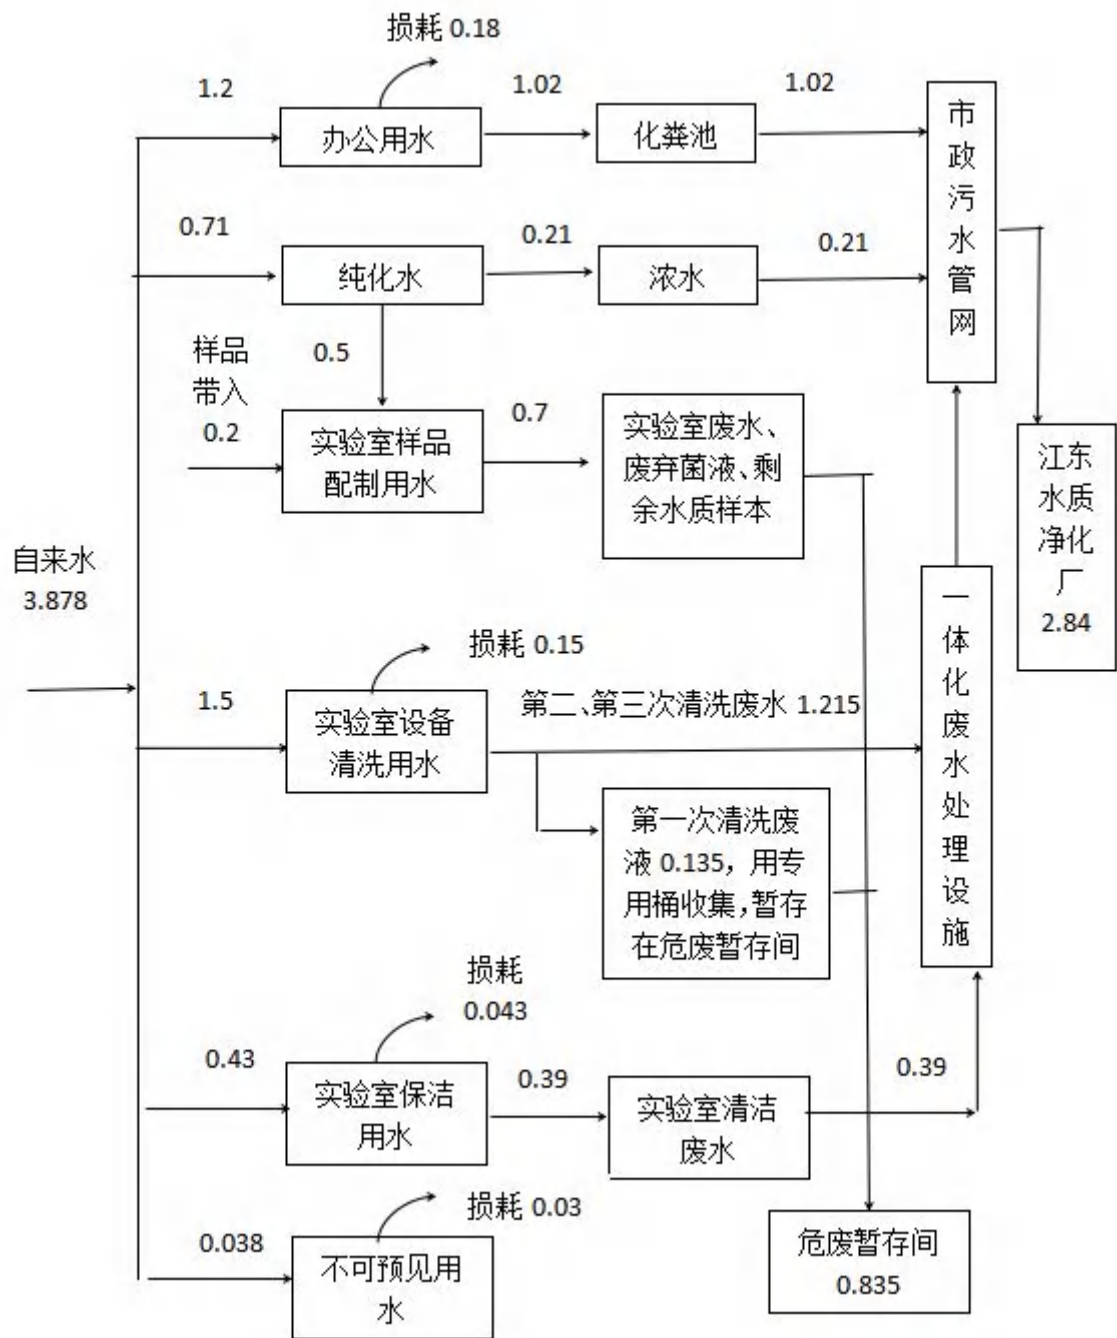 损耗 0.18
1.2
办公用水
1.02
化粪池
1.02
市
政
污
水
管
网
0.71
纯化水
0.21
浓水
0.21
样品
带入
0.2
0.5
实验室样品
配制用水
0.7
实验室废水、
废弃菌液、剩
余水质样本
江东
水质
净化
厂
2.84
自来水
3.878
损耗 0.15
1.5
实验室设备
清洗用水
第二、第三次清洗废水 1.215
一
体
化
废
水
处
理
设
施
第一次清洗废
液 0.135，用专
用桶收集，暂存
在危废暂存间
损耗
0.043
0.43
实验室保洁
用水
0.39
实验室清洁
废水
0.39
损耗 0.03
0.038
不可预见用
水
危废暂存间
0.835